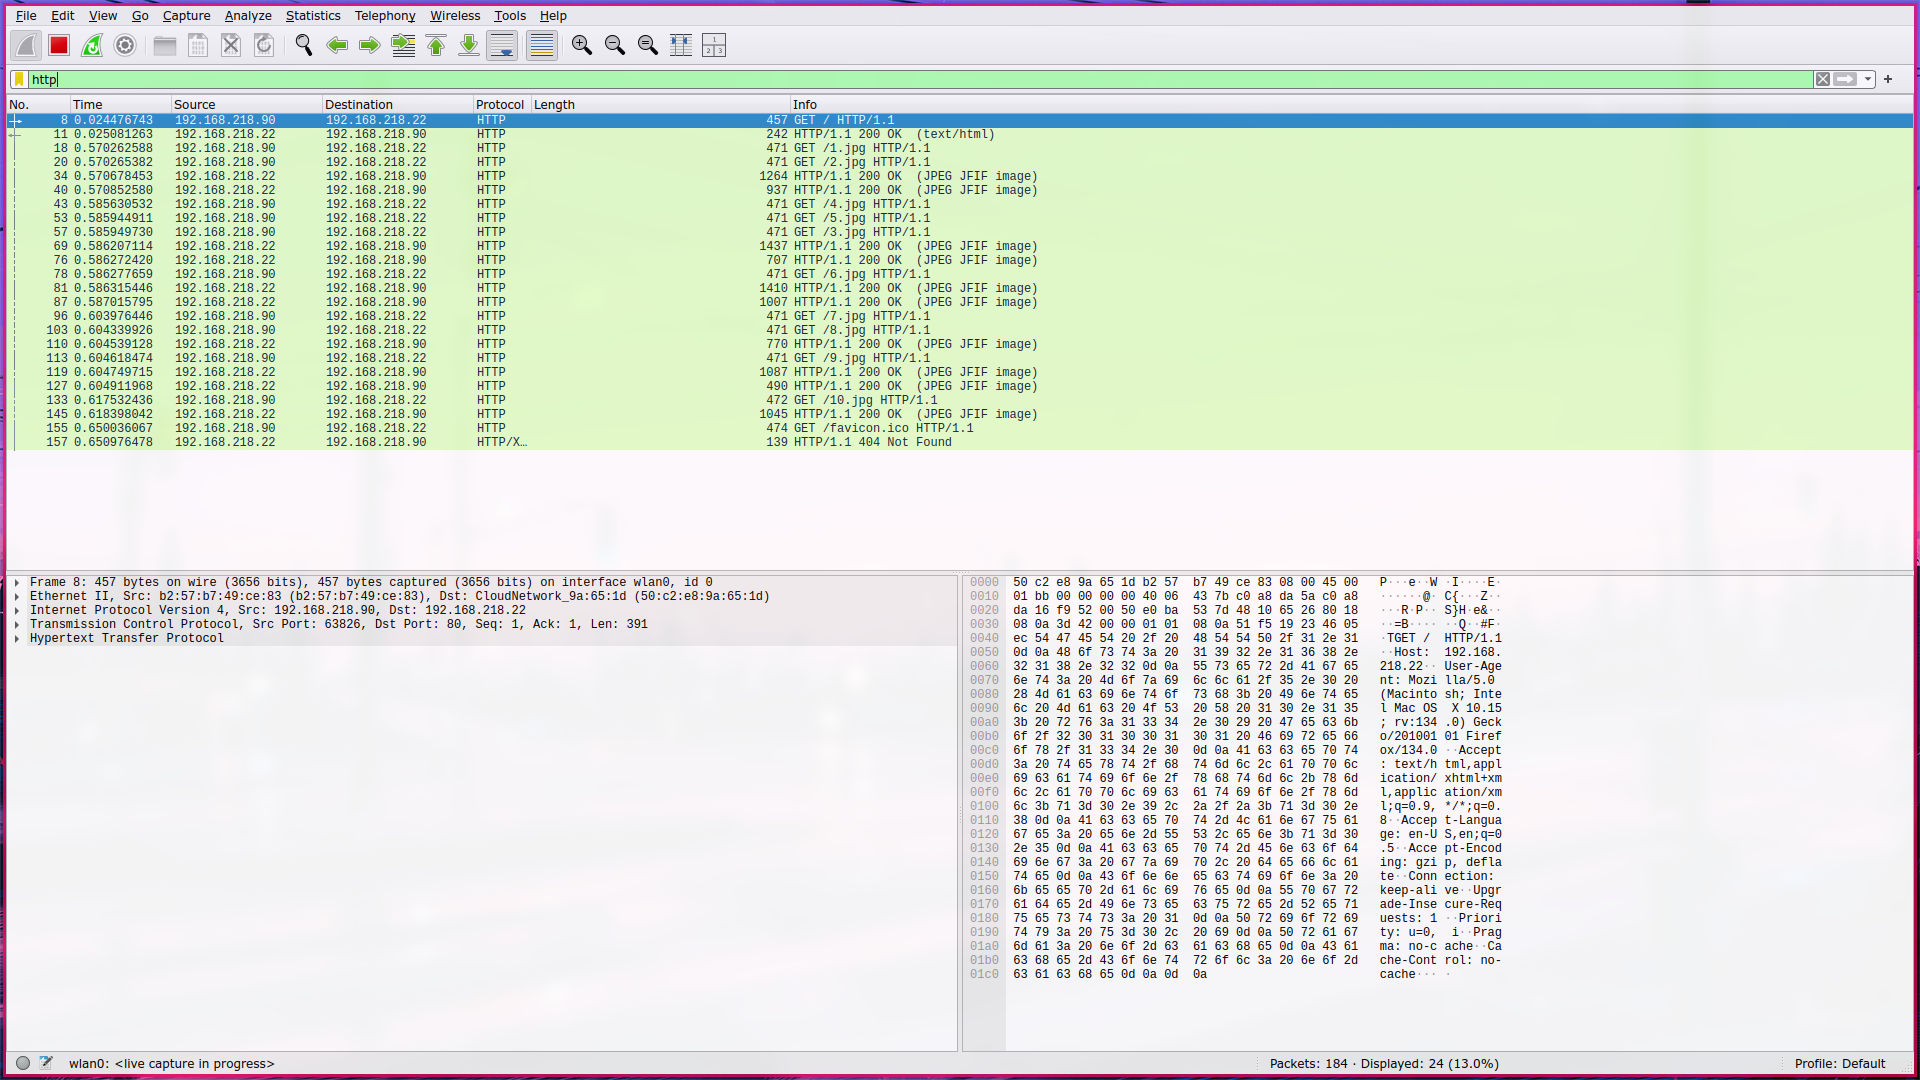 File Edit View Go Capture Analyze Statistics Telephony Wireless Tools Help
http
No. Time Source Destination Protocol Length Info
8 0.024476743 192.168.218.90 192.168.218.22 HTTP 457 GET / HTTP/1.1
11 0.025081263 192.168.218.22 192.168.218.90 HTTP 242 HTTP/1.1 200 OK (text/html)
18 0.570262588 192.168.218.90 192.168.218.22 HTTP 471 GET /1.jpg HTTP/1.1
20 0.570265382 192.168.218.90 192.168.218.22 HTTP 471 GET /2.jpg HTTP/1.1
34 0.570678453 192.168.218.22 192.168.218.90 HTTP 1264 HTTP/1.1 200 OK (JPEG JFIF image)
40 0.570852580 192.168.218.22 192.168.218.90 HTTP 937 HTTP/1.1 200 OK (JPEG JFIF image)
43 0.585630532 192.168.218.90 192.168.218.22 HTTP 471 GET /4.jpg HTTP/1.1
53 0.585944911 192.168.218.90 192.168.218.22 HTTP 471 GET /5.jpg HTTP/1.1
57 0.585949730 192.168.218.90 192.168.218.22 HTTP 471 GET /3.jpg HTTP/1.1
69 0.586207114 192.168.218.22 192.168.218.90 HTTP 1437 HTTP/1.1 200 OK (JPEG JFIF image)
76 0.586272420 192.168.218.22 192.168.218.90 HTTP 707 HTTP/1.1 200 OK (JPEG JFIF image)
78 0.586277659 192.168.218.90 192.168.218.22 HTTP 471 GET /6.jpg HTTP/1.1
81 0.586315446 192.168.218.22 192.168.218.90 HTTP 1410 HTTP/1.1 200 OK (JPEG JFIF image)
87 0.587015795 192.168.218.22 192.168.218.90 HTTP 1007 HTTP/1.1 200 OK (JPEG JFIF image)
96 0.603976446 192.168.218.90 192.168.218.22 HTTP 471 GET /7.jpg HTTP/1.1
103 0.604339926 192.168.218.90 192.168.218.22 HTTP 471 GET /8.jpg HTTP/1.1
110 0.604539128 192.168.218.22 192.168.218.90 HTTP 770 HTTP/1.1 200 OK (JPEG JFIF image)
113 0.604618474 192.168.218.90 192.168.218.22 HTTP 471 GET /9.jpg HTTP/1.1
119 0.604749715 192.168.218.22 192.168.218.90 HTTP 1087 HTTP/1.1 200 OK (JPEG JFIF image)
127 0.604911968 192.168.218.22 192.168.218.90 HTTP 490 HTTP/1.1 200 OK (JPEG JFIF image)
133 0.617532436 192.168.218.90 192.168.218.22 HTTP 472 GET /10.jpg HTTP/1.1
145 0.618398042 192.168.218.22 192.168.218.90 HTTP 1045 HTTP/1.1 200 OK (JPEG JFIF image)
155 0.650036067 192.168.218.90 192.168.218.22 HTTP 474 GET /favicon.ico HTTP/1.1
157 0.650976478 192.168.218.22 192.168.218.90 HTTP/X… 139 HTTP/1.1 404 Not Found
Frame 8: 457 bytes on wire (3656 bits), 457 bytes captured (3656 bits) on interface wlan0, id 0
Ethernet II, Src: b2:57:b7:49:ce:83 (b2:57:b7:49:ce:83), Dst: CloudNetwork_9a:65:1d (50:c2:e8:9a:65:1d)
Internet Protocol Version 4, Src: 192.168.218.90, Dst: 192.168.218.22
Transmission Control Protocol, Src Port: 63826, Dst Port: 80, Seq: 1, Ack: 1, Len: 391
Hypertext Transfer Protocol
0000 50 c2 e8 9a 65 1d b2 57 b7 49 ce 83 08 00 45 00 P···e··W ·I····E·
0010 01 bb 00 00 00 00 40 06 43 7b c0 a8 da 5a c0 a8 ······@· C{···Z··
0020 da 16 f9 52 00 50 e0 ba 53 7d 48 10 65 26 80 18 ···R·P·· S}H·e&··
0030 08 0a 3d 42 00 00 01 01 08 0a 51 f5 19 23 46 05 ··=B···· ··Q··#F·
0040 ec 54 47 45 54 20 2f 20 48 54 54 50 2f 31 2e 31 ·TGET / HTTP/1.1
0050 0d 0a 48 6f 73 74 3a 20 31 39 32 2e 31 36 38 2e ··Host: 192.168.
0060 32 31 38 2e 32 32 0d 0a 55 73 65 72 2d 41 67 65 218.22·· User-Age
0070 6e 74 3a 20 4d 6f 7a 69 6c 6c 61 2f 35 2e 30 20 nt: Mozi lla/5.0
0080 28 4d 61 63 69 6e 74 6f 73 68 3b 20 49 6e 74 65 (Macinto sh; Inte
0090 6c 20 4d 61 63 20 4f 53 20 58 20 31 30 2e 31 35 l Mac OS X 10.15
00a0 3b 20 72 76 3a 31 33 34 2e 30 29 20 47 65 63 6b ; rv:134 .0) Geck
00b0 6f 2f 32 30 31 30 30 31 30 31 20 46 69 72 65 66 o/201001 01 Firef
00c0 6f 78 2f 31 33 34 2e 30 0d 0a 41 63 63 65 70 74 ox/134.0 ··Accept
00d0 3a 20 74 65 78 74 2f 68 74 6d 6c 2c 61 70 70 6c : text/h tml,appl
00e0 69 63 61 74 69 6f 6e 2f 78 68 74 6d 6c 2b 78 6d ication/ xhtml+xm
00f0 6c 2c 61 70 70 6c 69 63 61 74 69 6f 6e 2f 78 6d l,applic ation/xm
0100 6c 3b 71 3d 30 2e 39 2c 2a 2f 2a 3b 71 3d 30 2e l;q=0.9, */*;q=0.
0110 38 0d 0a 41 63 63 65 70 74 2d 4c 61 6e 67 75 61 8··Accep t-Langua
0120 67 65 3a 20 65 6e 2d 55 53 2c 65 6e 3b 71 3d 30 ge: en-U S,en;q=0
0130 2e 35 0d 0a 41 63 63 65 70 74 2d 45 6e 63 6f 64 .5··Acce pt-Encod
0140 69 6e 67 3a 20 67 7a 69 70 2c 20 64 65 66 6c 61 ing: gzi p, defla
0150 74 65 0d 0a 43 6f 6e 6e 65 63 74 69 6f 6e 3a 20 te··Conn ection:
0160 6b 65 65 70 2d 61 6c 69 76 65 0d 0a 55 70 67 72 keep-ali ve··Upgr
0170 61 64 65 2d 49 6e 73 65 63 75 72 65 2d 52 65 71 ade-Inse cure-Req
0180 75 65 73 74 73 3a 20 31 0d 0a 50 72 69 6f 72 69 uests: 1 ··Priori
0190 74 79 3a 20 75 3d 30 2c 20 69 0d 0a 50 72 61 67 ty: u=0, i··Prag
01a0 6d 61 3a 20 6e 6f 2d 63 61 63 68 65 0d 0a 43 61 ma: no-c ache··Ca
01b0 63 68 65 2d 43 6f 6e 74 72 6f 6c 3a 20 6e 6f 2d che-Cont rol: no-
01c0 63 61 63 68 65 0d 0a 0d 0a cache··· ·
wlan0: <live capture in progress> Packets: 184 · Displayed: 24 (13.0%) Profile: Default